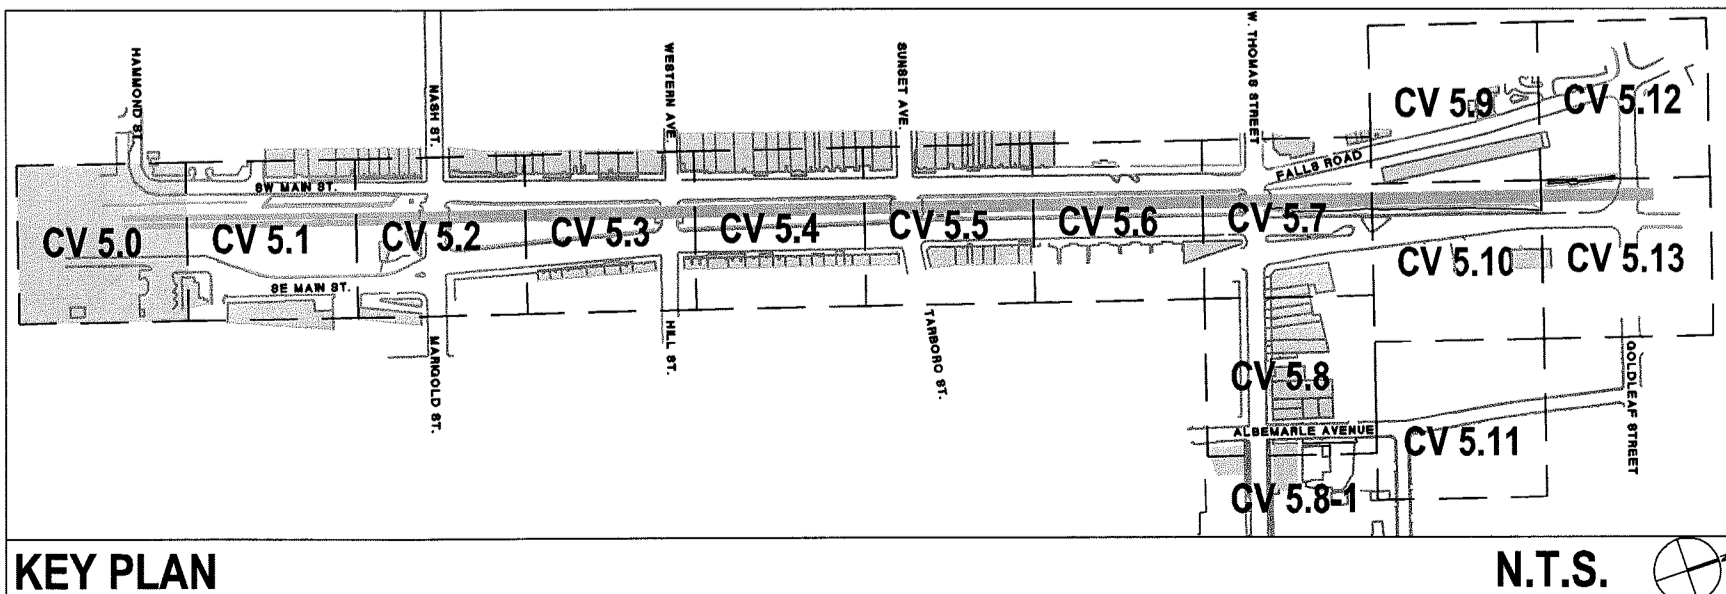 HAMMOND ST.
NASH ST.
WESTERN AVE.
SUNSET AVE.
W. THOMAS STREET
CV 5.9
CV 5.12
FALLS ROAD
SW MAIN ST.
CV 5.0
CV 5.1
CV 5.2
CV 5.3
CV 5.4
CV 5.5
CV 5.6
CV 5.7
CV 5.10
CV 5.13
SE MAIN ST.
MARIGOLD ST.
HILL ST.
TARBORO ST.
GOLDLEAF STREET
CV 5.8
ALBEMARLE AVENUE
CV 5.11
CV 5.8-1
KEY PLAN
N.T.S.